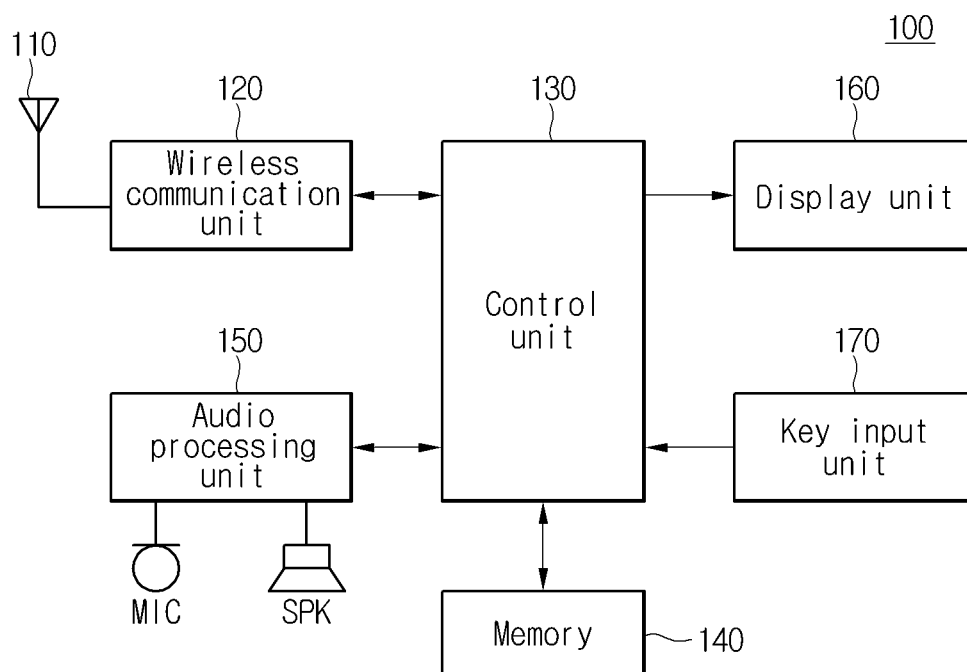 100
110
120
130
160
Wireless
communication
unit
Display unit
Control
unit
150
170
Audio
processing
unit
Key input
unit
MIC
SPK
Memory
140